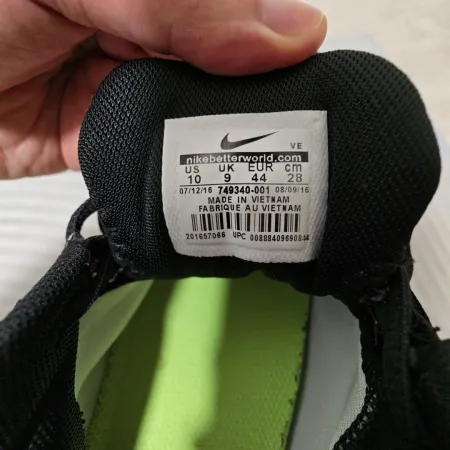 VE
nikebetterworld.com
US UK EUR cm
10 9 44 28
07/12/16 749340-001 08/09/16
MADE IN VIETNAM
FABRIQUE AU VIETNAM
201657066 UPC